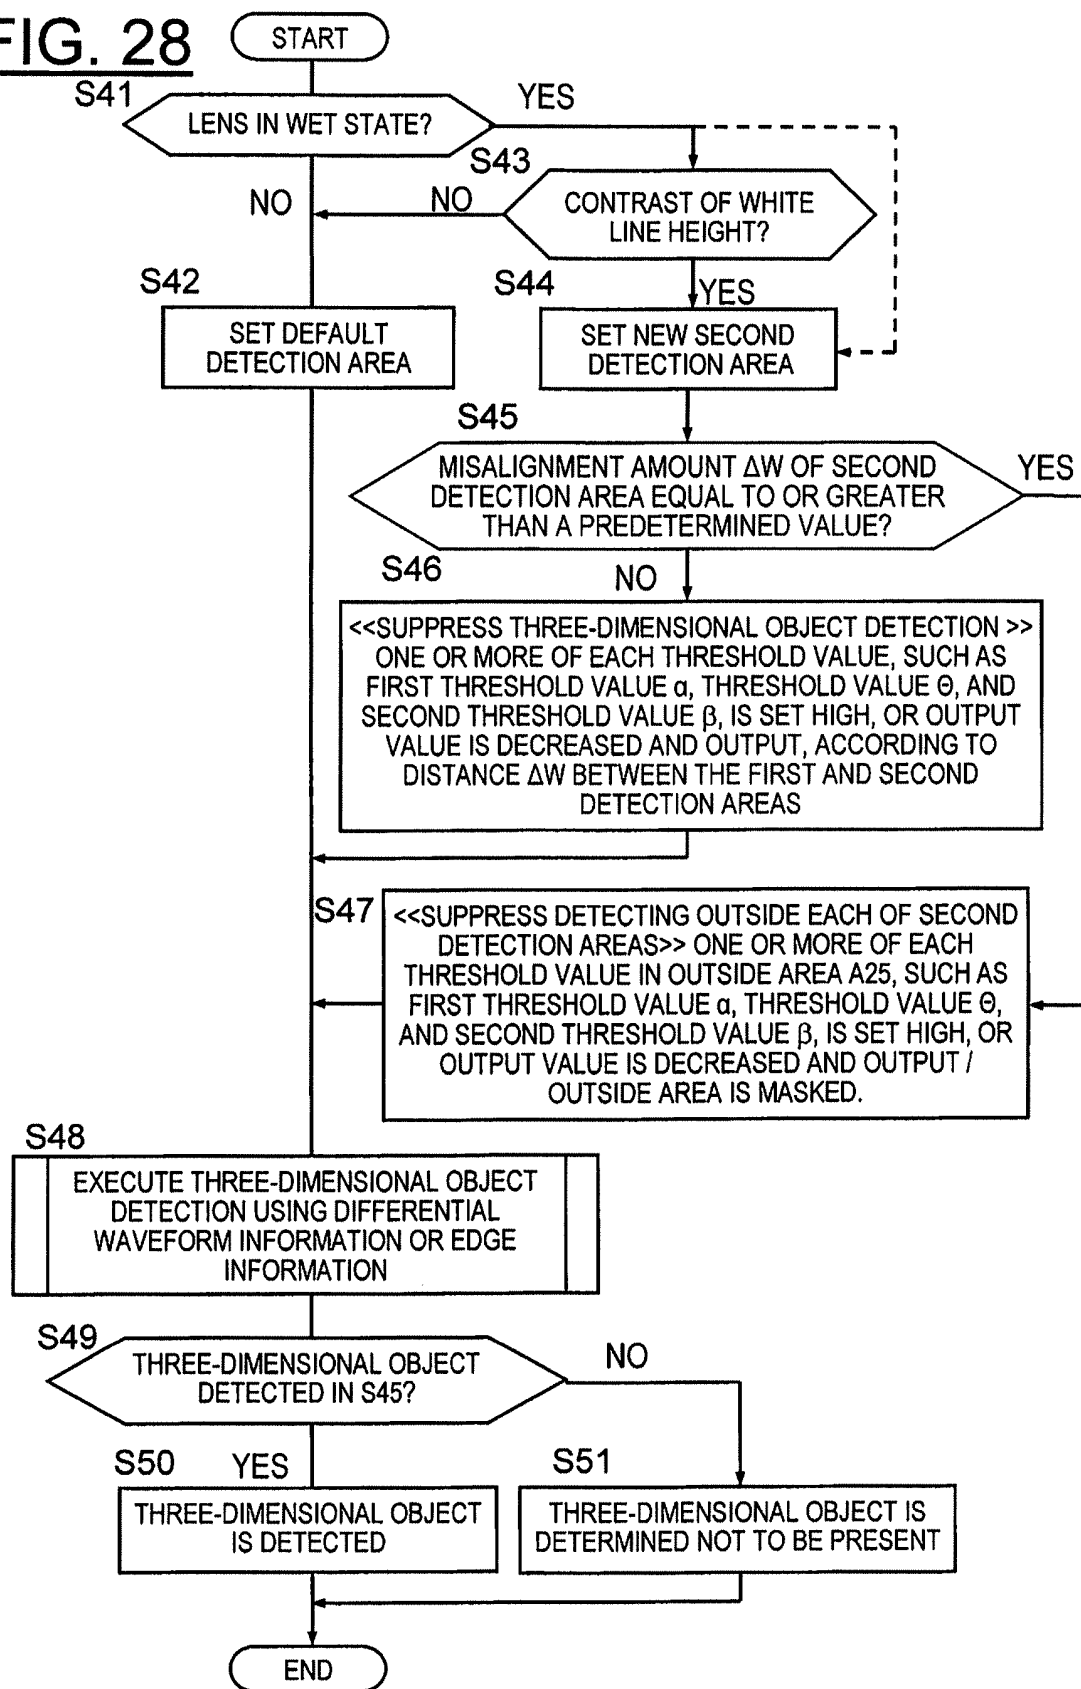 FIG. 28
START
S41
LENS IN WET STATE?
YES
S43
NO
NO
CONTRAST OF WHITE
LINE HEIGHT?
S42
S44
YES
SET DEFAULT
DETECTION AREA
SET NEW SECOND
DETECTION AREA
S45
MISALIGNMENT AMOUNT ΔW OF SECOND
DETECTION AREA EQUAL TO OR GREATER
THAN A PREDETERMINED VALUE?
YES
S46
NO
<<SUPPRESS THREE-DIMENSIONAL OBJECT DETECTION >>
ONE OR MORE OF EACH THRESHOLD VALUE, SUCH AS
FIRST THRESHOLD VALUE α, THRESHOLD VALUE Θ, AND
SECOND THRESHOLD VALUE β, IS SET HIGH, OR OUTPUT
VALUE IS DECREASED AND OUTPUT, ACCORDING TO
DISTANCE ΔW BETWEEN THE FIRST AND SECOND
DETECTION AREAS
S47
<<SUPPRESS DETECTING OUTSIDE EACH OF SECOND
DETECTION AREAS>> ONE OR MORE OF EACH
THRESHOLD VALUE IN OUTSIDE AREA A25, SUCH AS
FIRST THRESHOLD VALUE α, THRESHOLD VALUE Θ,
AND SECOND THRESHOLD VALUE β, IS SET HIGH, OR
OUTPUT VALUE IS DECREASED AND OUTPUT /
OUTSIDE AREA IS MASKED.
S48
EXECUTE THREE-DIMENSIONAL OBJECT
DETECTION USING DIFFERENTIAL
WAVEFORM INFORMATION OR EDGE
INFORMATION
S49
THREE-DIMENSIONAL OBJECT
DETECTED IN S45?
NO
S50
YES
S51
THREE-DIMENSIONAL OBJECT
IS DETECTED
THREE-DIMENSIONAL OBJECT IS
DETERMINED NOT TO BE PRESENT
END